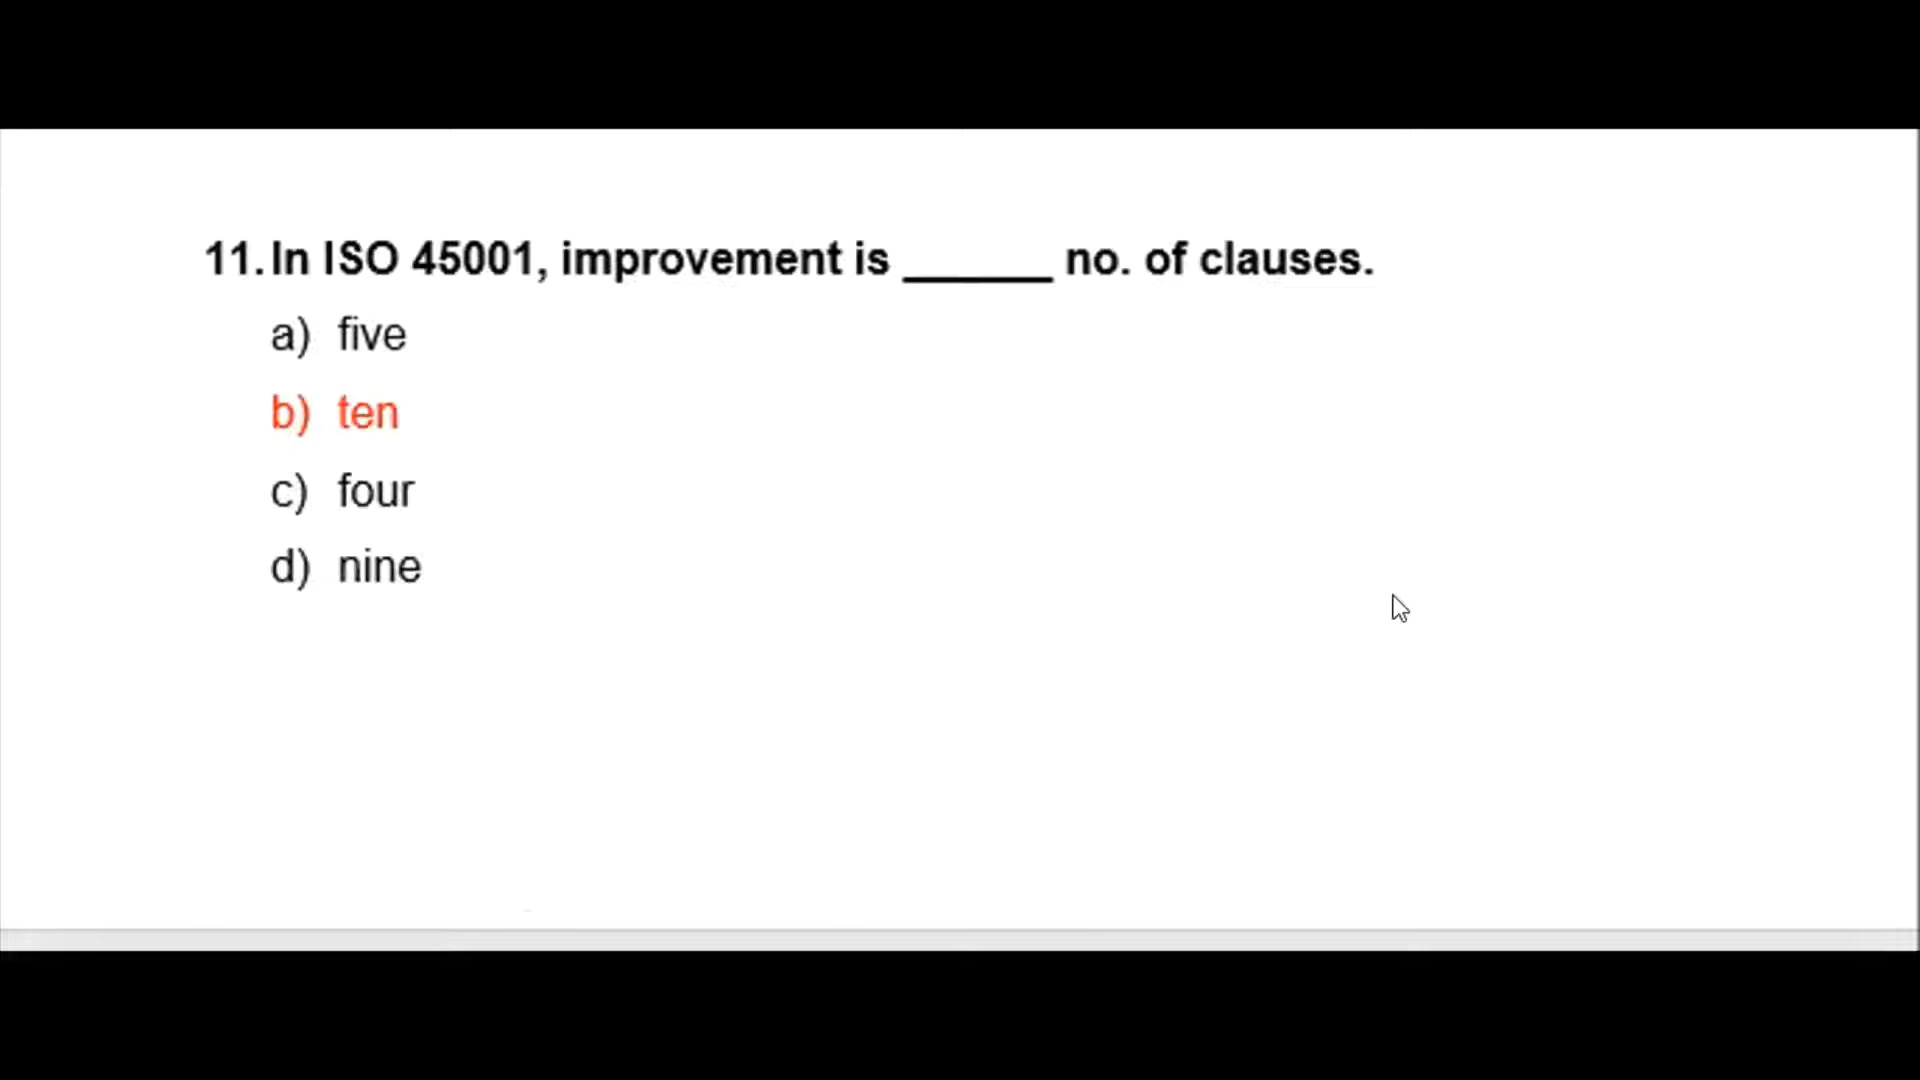 11. In ISO 45001, improvement is ______ no. of clauses.
a) five
b) ten
c) four
d) nine